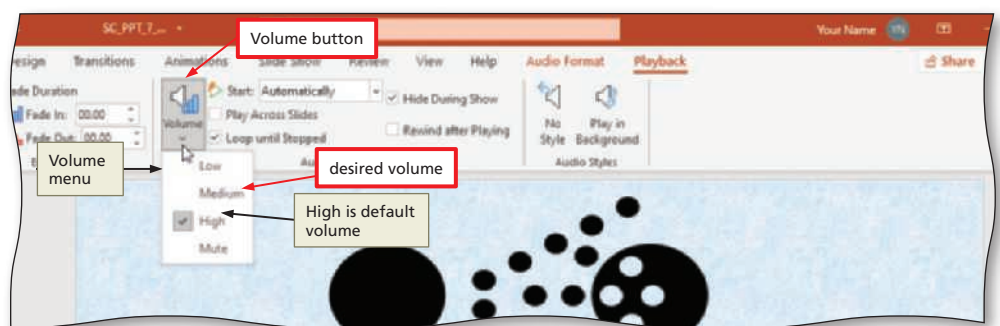 SC_PPT_7_...
Your Name
YN
Volume button
esign Transitions Animations Slide Show Review View Help Audio Format Playback
Share
ade Duration
Fade In: 00.00
Fade Out: 00.00
Volume
Start: Automatically
Play Across Slides
Loop until Stopped
Hide During Show
Rewind after Playing
No
Style
Play in
Background
Audio Styles
Au
Volume
menu
Low
Medium
High
Mute
desired volume
High is default
volume